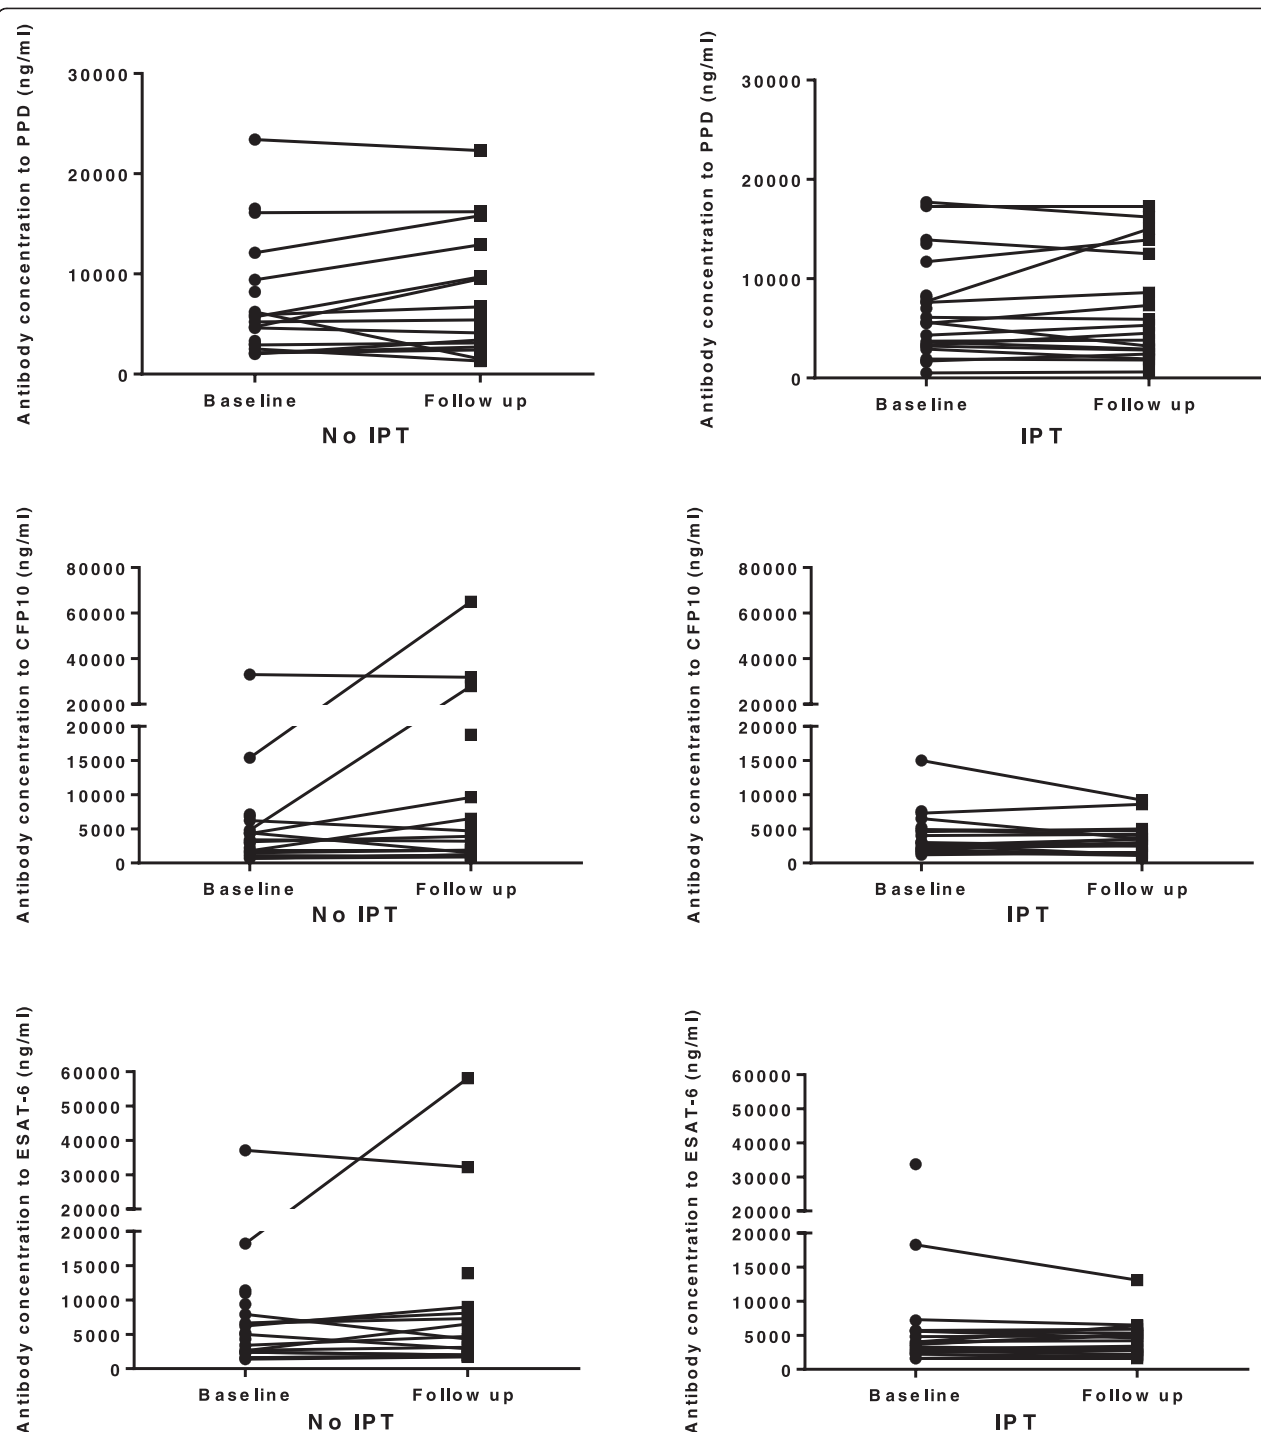 Antibody concentration to PPD (ng/ml)
30000
20000
10000
0
Baseline Follow up
No IPT
Antibody concentration to PPD (ng/ml)
30000
20000
10000
0
Baseline Follow up
IPT
Antibody concentration to CFP10 (ng/ml)
80000
60000
40000
20000
20000
15000
10000
5000
0
Baseline Follow up
No IPT
Antibody concentration to CFP10 (ng/ml)
80000
60000
40000
20000
20000
15000
10000
5000
0
Baseline Follow up
IPT
Antibody concentration to ESAT-6 (ng/ml)
60000
50000
40000
30000
20000
20000
15000
10000
5000
0
Baseline Follow up
No IPT
Antibody concentration to ESAT-6 (ng/ml)
60000
50000
40000
30000
20000
20000
15000
10000
5000
0
Baseline Follow up
IPT